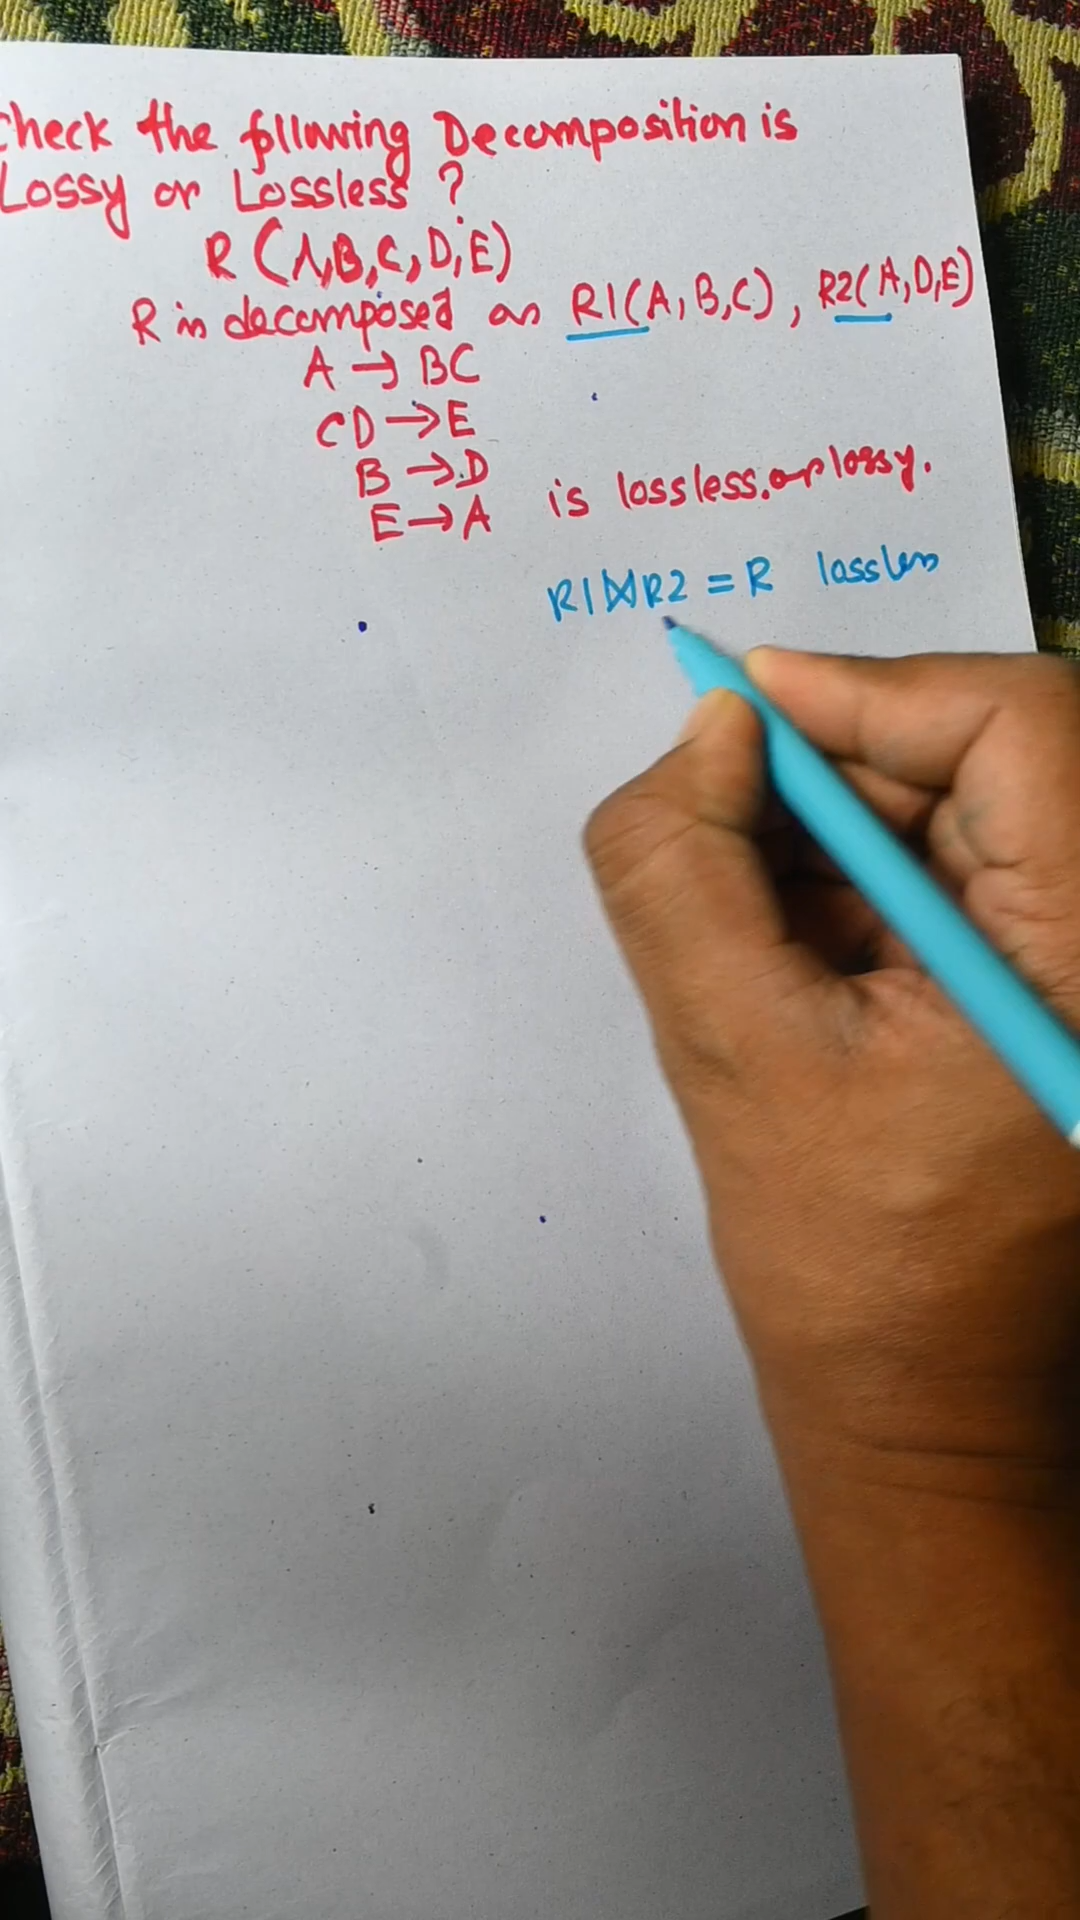 Check the following Decomposition is
Lossy or Lossless ?
R (A,B,C,D,E)
R is decomposed as R1(A,B,C), R2(A,D,E)
A → BC
CD → E
B → D
E → A is lossless or lossy.
R1⋈R2 = R lossless